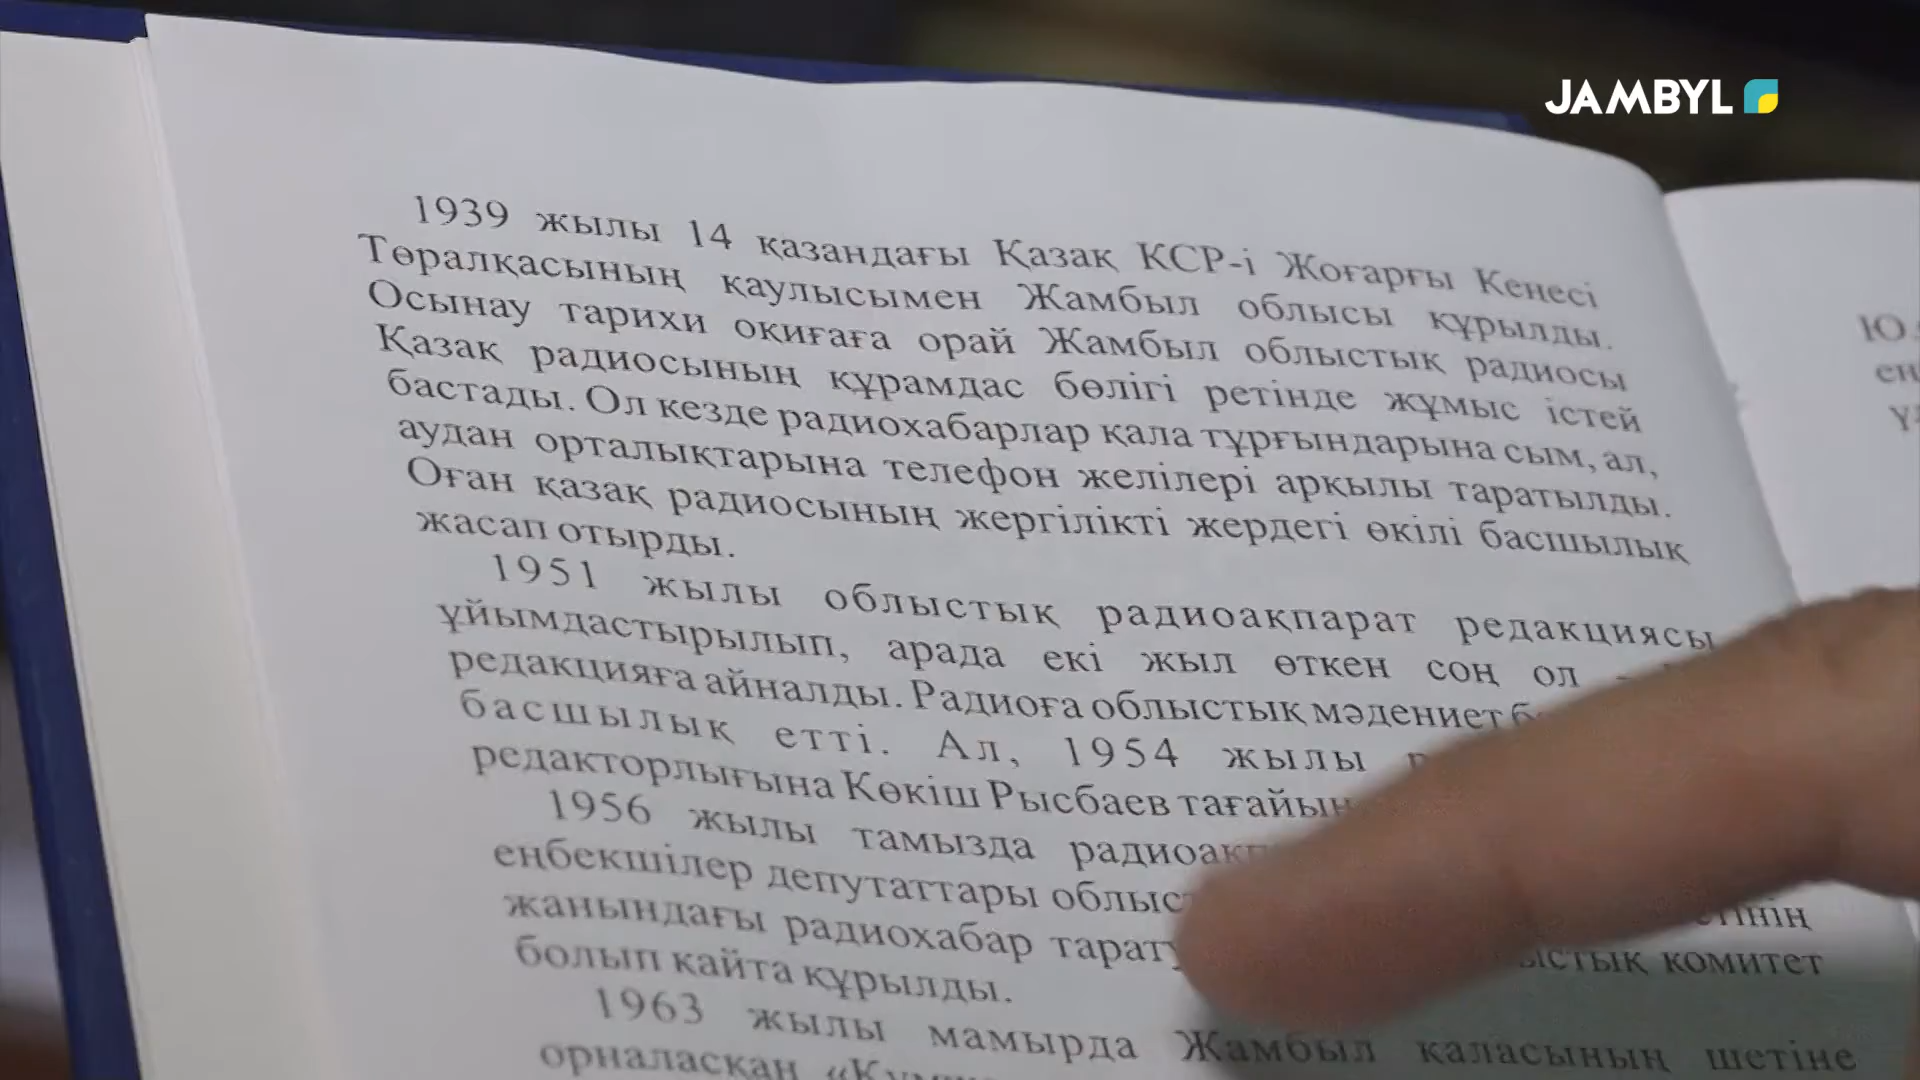 JAMBYL
1939 жылы 14 қазандағы Қазақ КСР-і Жоғарғы Кеңесі
Төралқасының қаулысымен Жамбыл облысы құрылды.
Осынау тарихи оқиғаға орай Жамбыл облыстық радиосы
Қазақ радиосының құрамдас бөлігі ретінде жұмыс істей
бастады. Ол кезде радиохабарлар қала тұрғындарына сым, ал,
аудан орталықтарына телефон желілері арқылы таратылды.
Оған қазақ радиосының жергілікті жердегі өкілі басшылық
жасап отырды.
1951 жылы облыстық радиоақпарат редакциясы
ұйымдастырылып, арада екі жыл өткен соң ол
редакцияға айналды. Радиоға облыстық мәдениет
басшылық етті. Ал, 1954 жылы
редакторлығына Көкіш Рысбаев
1956 жылы тамызда
еңбекшілер депутаттары
жанындағы радиохабар комитет
болып қайта құрылды.
1963 жылы мамырда Жамбыл қаласының шетіне
орналасқан